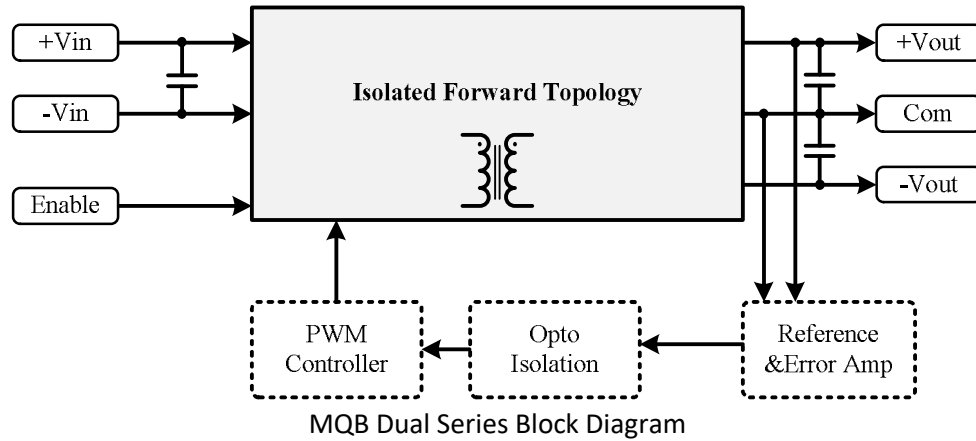 +Vin
+Vout
Isolated Forward Topology
-Vin
Com
-Vout
Enable
PWM
Controller
Opto
Isolation
Reference
&Error Amp
MQB Dual Series Block Diagram